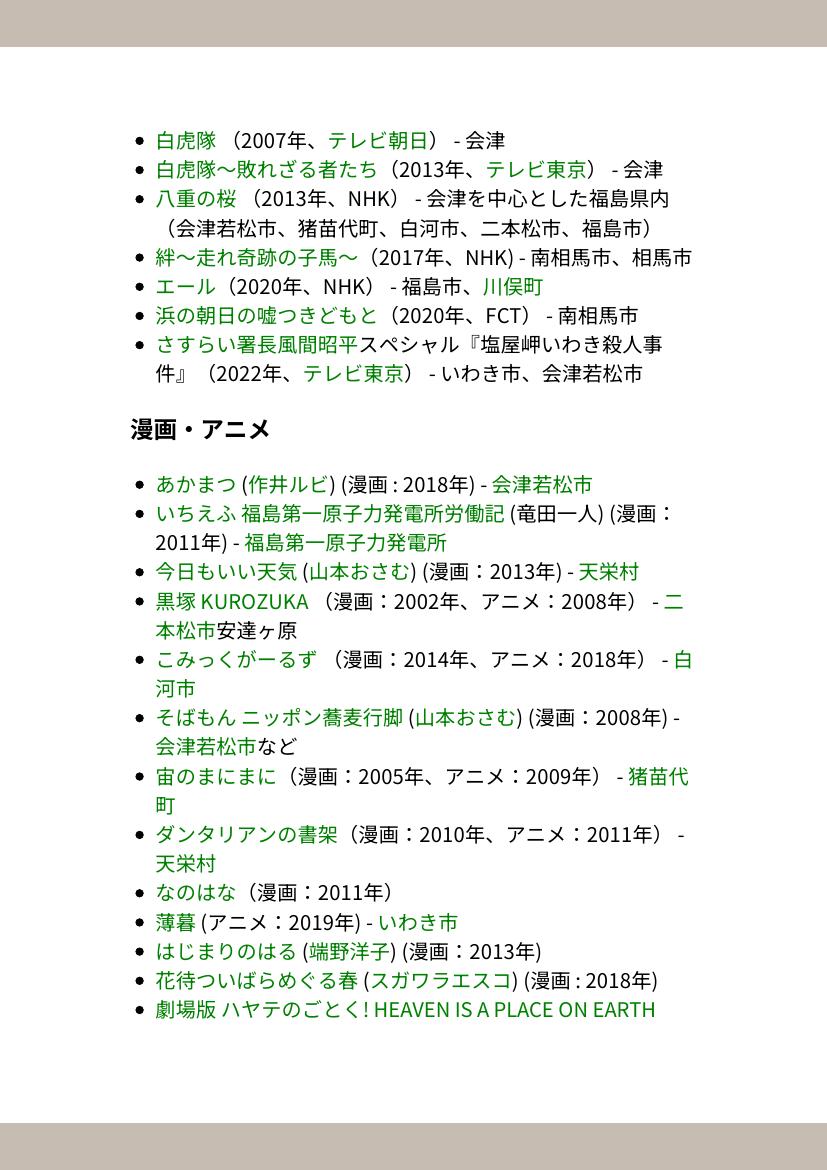 白虎隊 （2007年、テレビ朝日） - 会津
白虎隊～敗れざる者たち（2013年、テレビ東京） - 会津
八重の桜 （2013年、NHK） - 会津を中心とした福島県内
（会津若松市、猪苗代町、白河市、二本松市、福島市）
絆～走れ奇跡の子馬～（2017年、NHK) - 南相馬市、相馬市
エール（2020年、NHK） - 福島市、川俣町
浜の朝日の嘘つきどもと（2020年、FCT） - 南相馬市
さすらい署長風間昭平スペシャル『塩屋岬いわき殺人事
件』（2022年、テレビ東京） - いわき市、会津若松市
漫画・アニメ
あかまつ (作井ルビ) (漫画 : 2018年) - 会津若松市
いちえふ 福島第一原子力発電所労働記 (竜田一人) (漫画：
2011年) - 福島第一原子力発電所
今日もいい天気 (山本おさむ) (漫画：2013年) - 天栄村
黒塚 KUROZUKA （漫画：2002年、アニメ：2008年） - 二
本松市安達ヶ原
こみっくがーるず （漫画：2014年、アニメ：2018年） - 白
河市
そばもん ニッポン蕎麦行脚 (山本おさむ) (漫画：2008年) -
会津若松市など
宙のまにまに（漫画：2005年、アニメ：2009年） - 猪苗代
町
ダンタリアンの書架（漫画：2010年、アニメ：2011年） -
天栄村
なのはな（漫画：2011年）
薄暮 (アニメ：2019年) - いわき市
はじまりのはる (端野洋子) (漫画：2013年)
花待ついばらめぐる春 (スガワラエスコ) (漫画 : 2018年)
劇場版 ハヤテのごとく! HEAVEN IS A PLACE ON EARTH